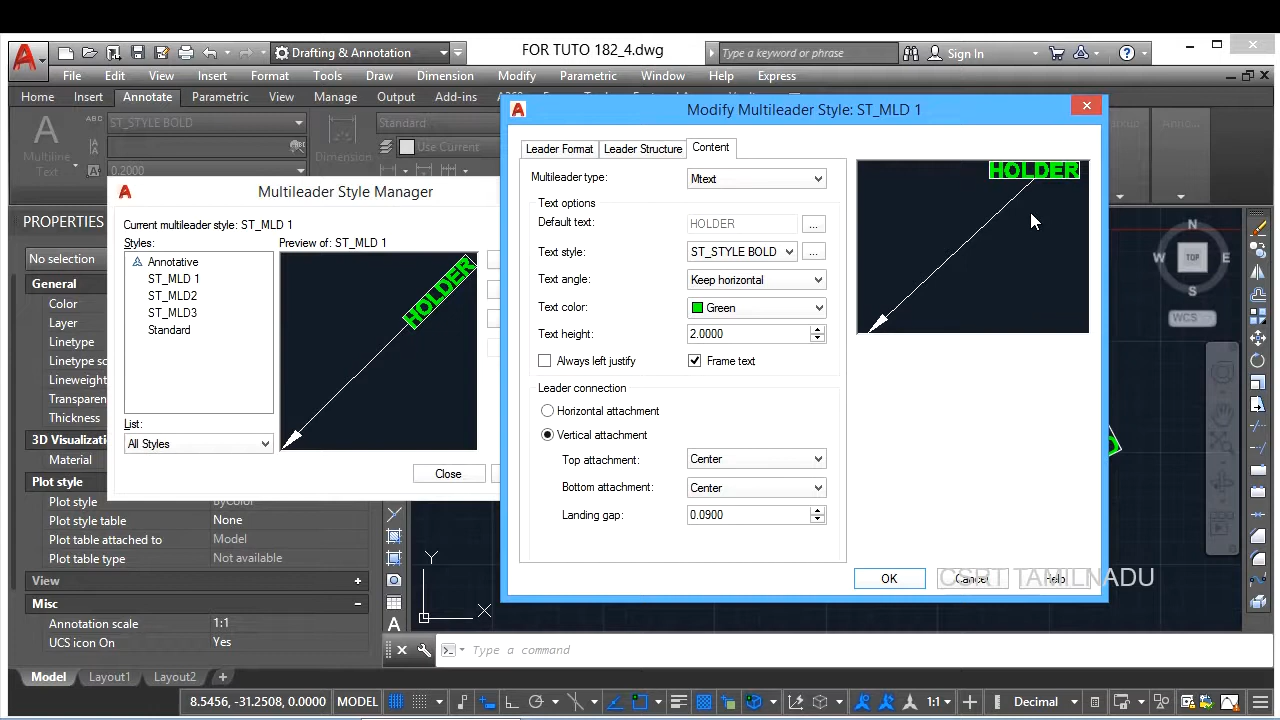 Drafting & Annotation
FOR TUTO 182_4.dwg
Type a keyword or phrase
Sign In
File Edit View Insert Format Tools Draw Dimension Modify Parametric Window Help Express
Home Insert Annotate Parametric View Manage Output Add-ins
ST_STYLE BOLD
Standard
Multiline
Text
Dimension
Use Current
0.2000
Modify Multileader Style: ST_MLD 1
Leader Format Leader Structure Content
Multileader type: Mtext
Text options
Default text: HOLDER ...
Text style: ST_STYLE BOLD ...
Text angle: Keep horizontal
Text color: Green
Text height: 2.0000
Always left justify Frame text
Leader connection
Horizontal attachment
Vertical attachment
Top attachment: Center
Bottom attachment: Center
Landing gap: 0.0900
HOLDER
OK Cancel Help
CSRT TAMILNADU
Multileader Style Manager
Current multileader style: ST_MLD 1
Styles:
Preview of: ST_MLD 1
Annotative
ST_MLD 1
ST_MLD2
ST_MLD3
Standard
HOLDER
List:
All Styles
Close
PROPERTIES
No selection
General
Color
Layer
Linetype
Linetype sc
Lineweight
Transparen
Thickness
3D Visualiza
Material
Plot style
Plot style ByColor
Plot style table None
Plot table attached to Model
Plot table type Not available
View
Misc
Annotation scale 1:1
UCS icon On Yes
N
W TOP E
S
WCS
Y
X
Type a command
Model Layout1 Layout2 +
8.5456, -31.2508, 0.0000 MODEL
1:1
Decimal